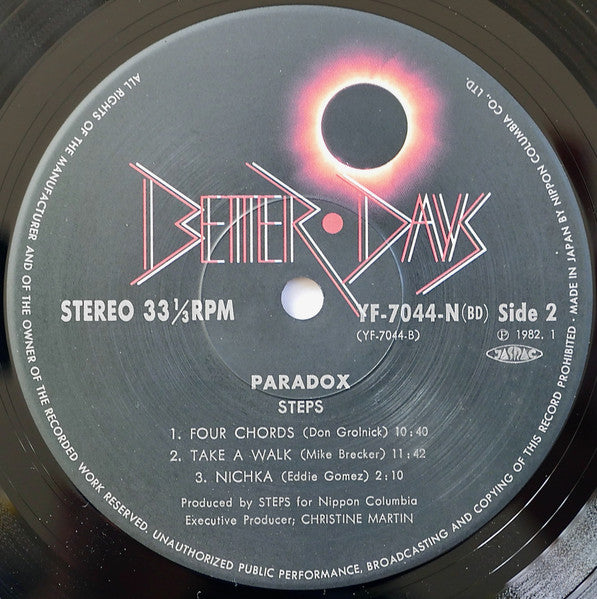 BETTER • DAYS
STEREO 33 1/3 RPM
YF-7044-N(BD) Side 2
(YF-7044-B)
Ⓟ 1982. 1
JASRAC
PARADOX
STEPS
1. FOUR CHORDS (Don Grolnick) 10:40
2. TAKE A WALK (Mike Brecker) 11:42
3. NICHKA (Eddie Gomez) 2:10
Produced by STEPS for Nippon Columbia
Executive Producer; CHRISTINE MARTIN
ALL RIGHTS OF THE MANUFACTURER AND OF THE OWNER OF THE RECORDED WORK RESERVED. UNAUTHORIZED PUBLIC PERFORMANCE, BROADCASTING AND COPYING OF THIS RECORD PROHIBITED · MADE IN JAPAN BY NIPPON COLUMBIA CO., LTD.